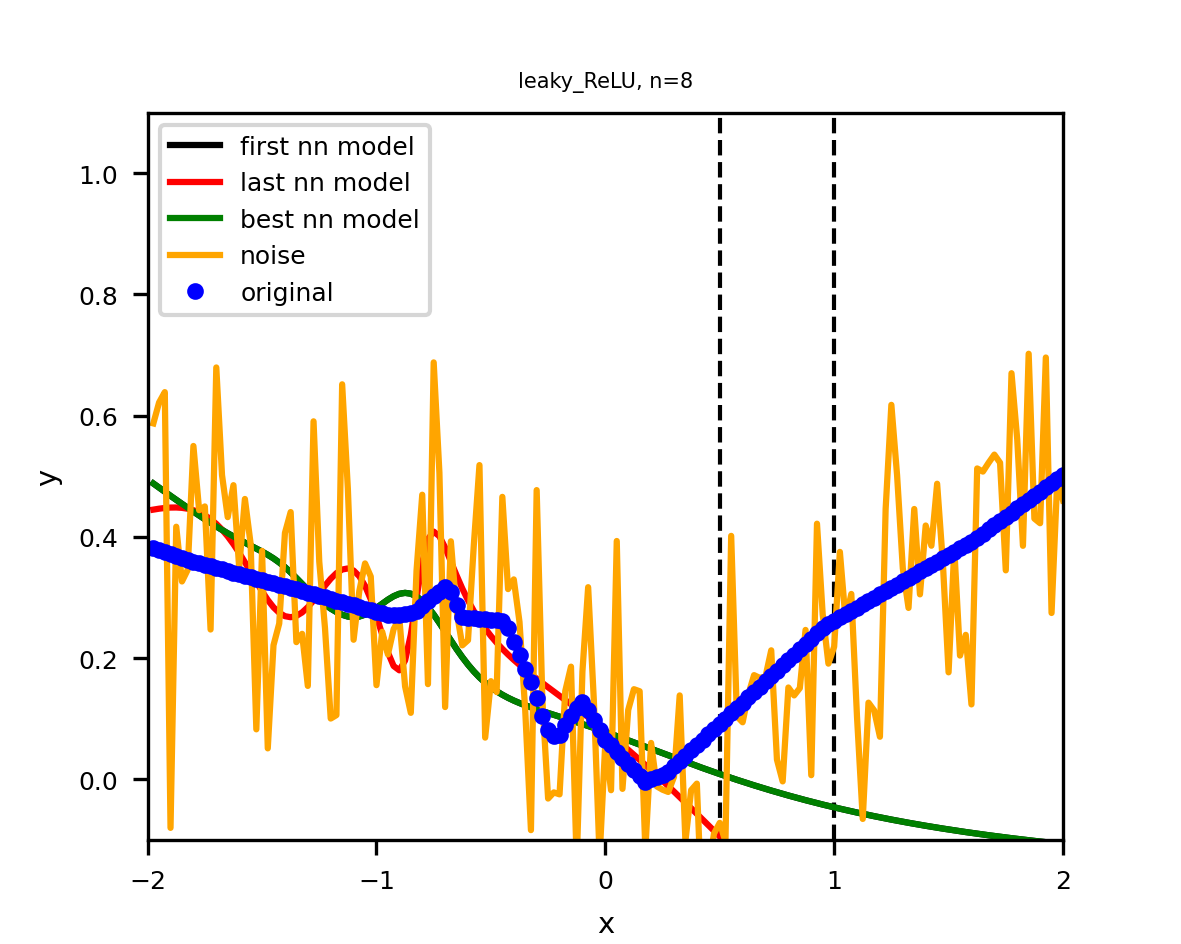 leaky_ReLU, n=8
first nn model
last nn model
best nn model
noise
original
1.0
0.8
0.6
0.4
0.2
0.0
y
−2
−1
0
1
2
x